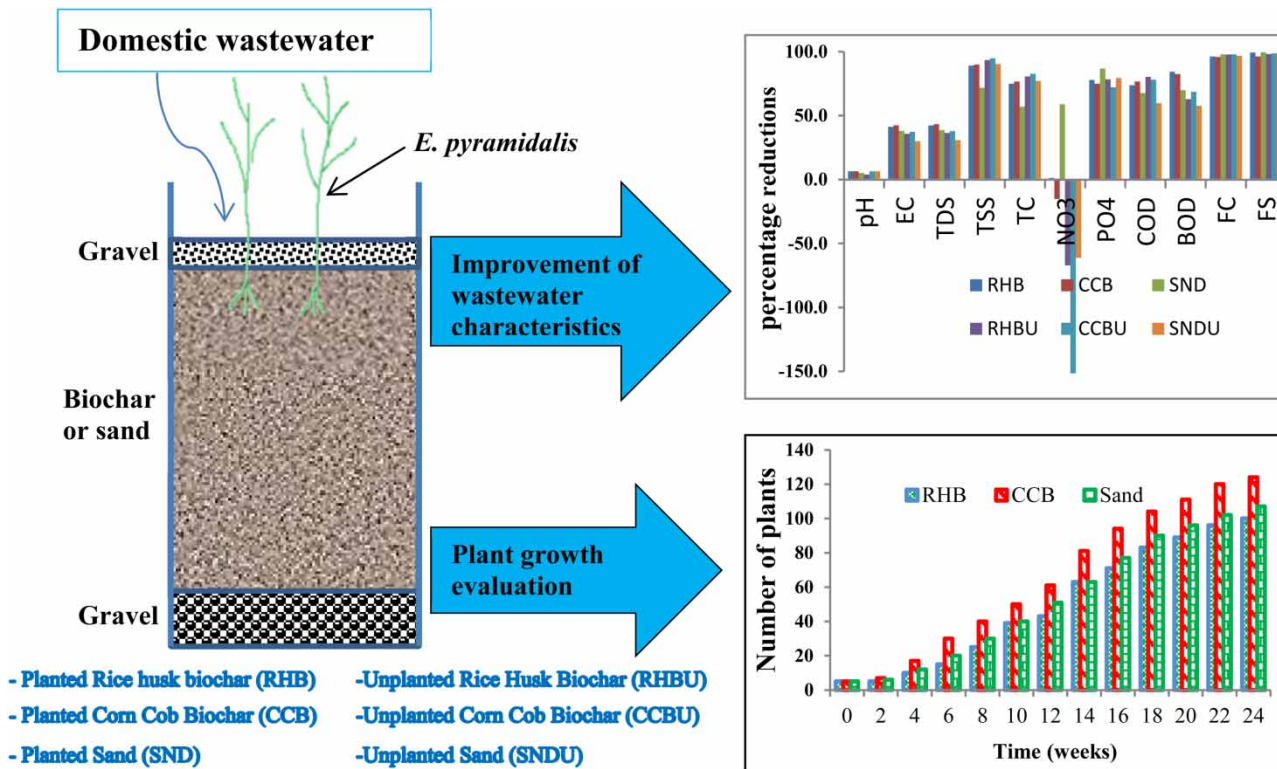 Domestic wastewater
E. pyramidalis
Gravel
Biochar
or sand
Gravel
Improvement of
wastewater
characteristics
Plant growth
evaluation
- Planted Rice husk biochar (RHB)
- Planted Corn Cob Biochar (CCB)
- Planted Sand (SND)
-Unplanted Rice Husk Biochar (RHBU)
-Unplanted Corn Cob Biochar (CCBU)
-Unplanted Sand (SNDU)
percentage reductions
100.0
50.0
0.0
-50.0
-100.0
-150.0
pH
EC
TDS
TSS
TC
NO3
PO4
COD
BOD
FC
FS
RHB CCB SND
RHBU CCBU SNDU
Number of plants
140
120
100
80
60
40
20
0
RHB CCB Sand
0 2 4 6 8 10 12 14 16 18 20 22 24
Time (weeks)